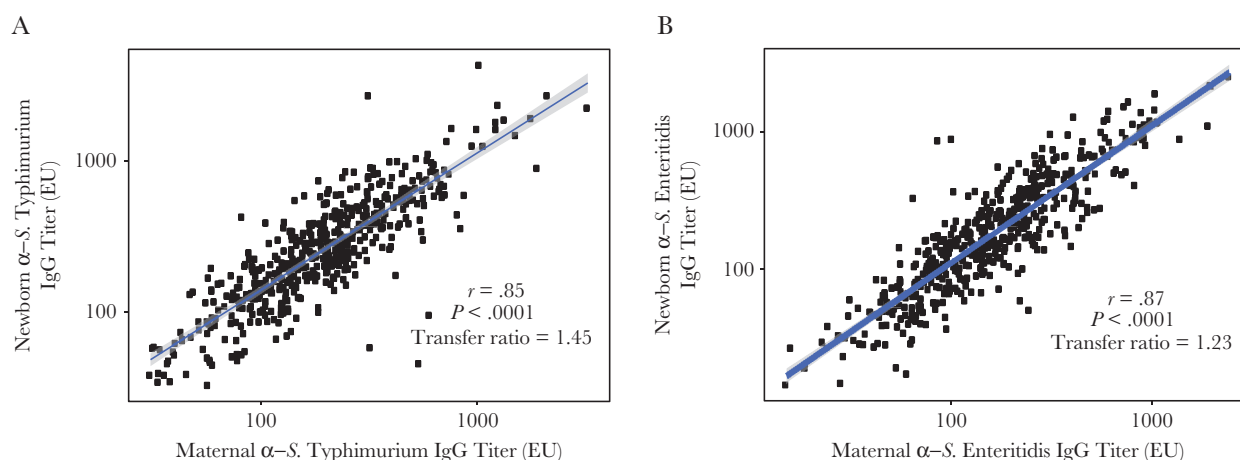 A
Newborn α–S. Typhimurium
IgG Titer (EU)
1000
100
r = .85
P < .0001
Transfer ratio = 1.45
100
1000
Maternal α–S. Typhimurium IgG Titer (EU)
B
Newborn α–S. Enteritidis
IgG Titer (EU)
1000
100
r = .87
P < .0001
Transfer ratio = 1.23
100
1000
Maternal α–S. Enteritidis IgG Titer (EU)